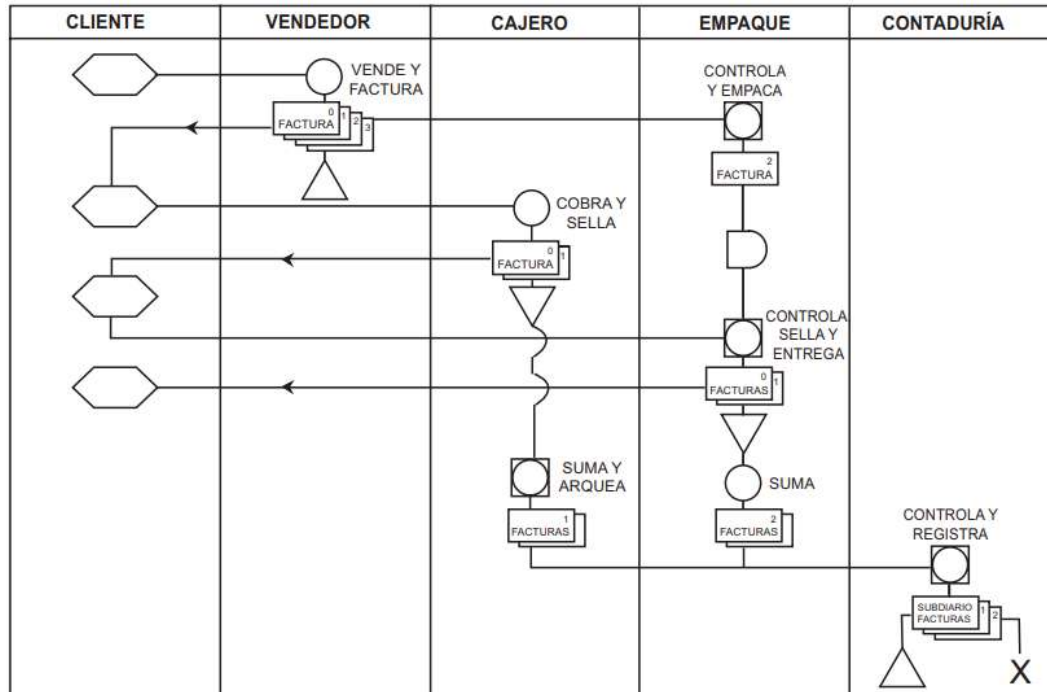 CLIENTE
VENDEDOR
CAJERO
EMPAQUE
CONTADURÍA
VENDE Y
FACTURA
0
FACTURA
1
2
3
CONTROLA
Y EMPACA
2
FACTURA
COBRA Y
SELLA
0
FACTURA
1
CONTROLA
SELLA Y
ENTREGA
0
FACTURAS
1
SUMA Y
ARQUEA
1
FACTURAS
SUMA
2
FACTURAS
CONTROLA Y
REGISTRA
SUBDIARIO
FACTURAS
1
2
X